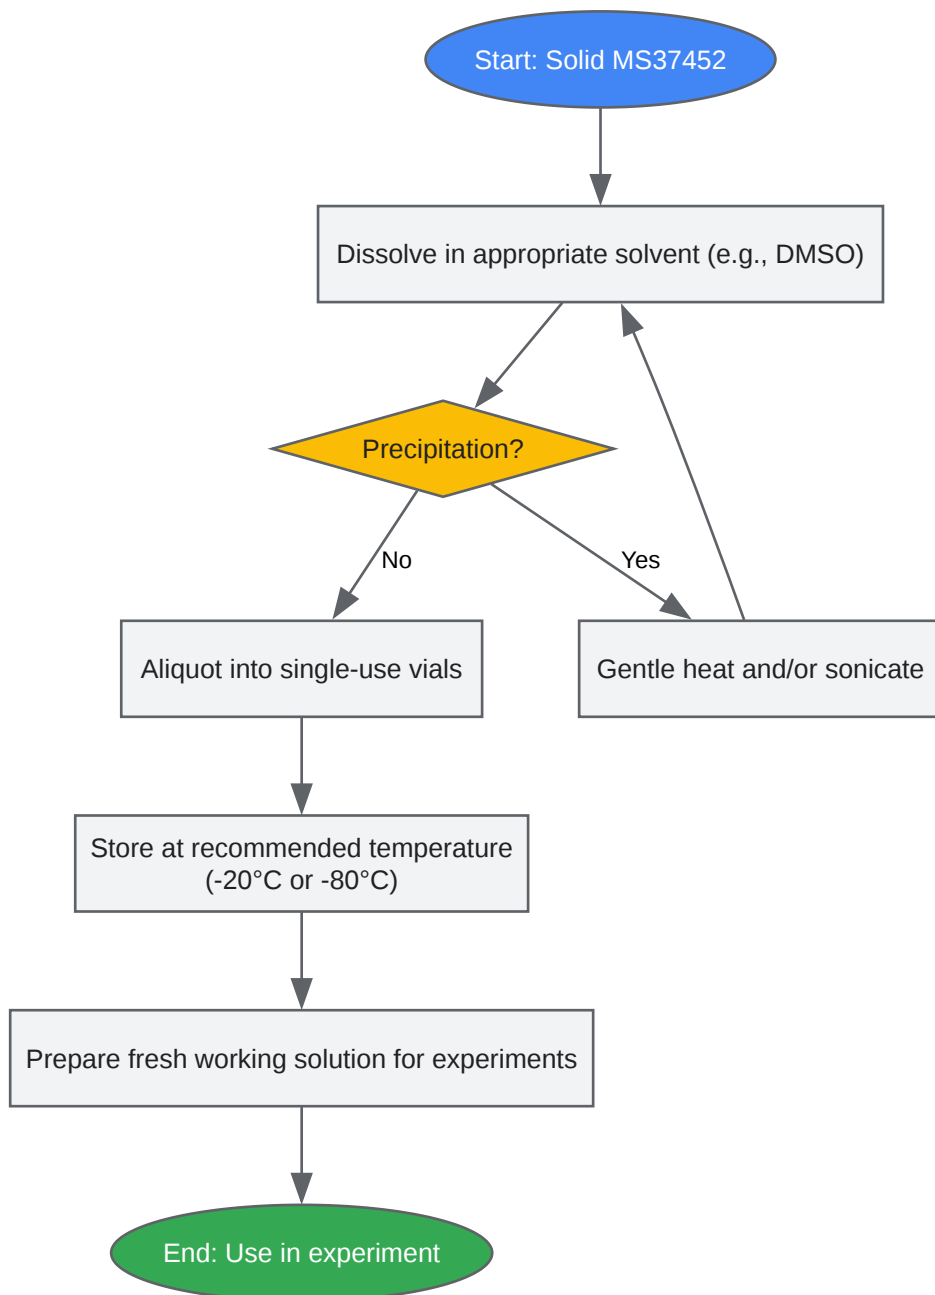 Start: Solid MS37452
Dissolve in appropriate solvent (e.g., DMSO)
Precipitation?
No
Yes
Aliquot into single-use vials
Gentle heat and/or sonicate
Store at recommended temperature
(-20°C or -80°C)
Prepare fresh working solution for experiments
End: Use in experiment